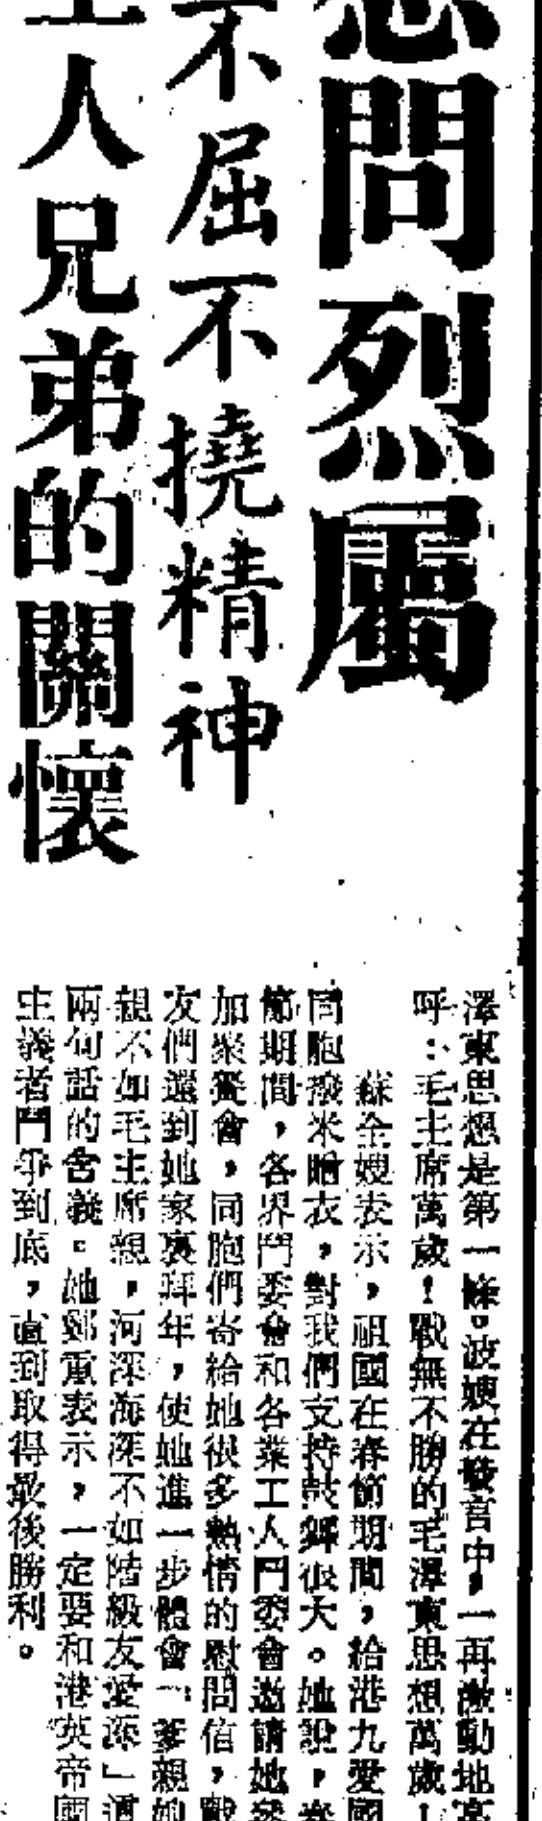 問烈屬
不屈不撓精神
工人兄弟的關懷
澤東思想是第一條。波嫂在發言中，一再激動地高
呼：毛主席萬歲！戰無不勝的毛澤東思想萬歲！
蘇全嫂表示，祖國在春節期間，給港九愛國
同胞撥米贈衣，對我們支持鼓舞很大。她說，春
節期間，各界鬥委會和各業工人鬥委會邀請她參
加聚餐會，同胞們寄給她很多熱情的慰問信，戰
友們還到她家裏拜年，使她進一步體會「爹親娘
親不如毛主席親，河深海深不如階級友愛深」這
兩句話的含義。她鄭重表示，一定要和港英帝國
主義者鬥爭到底，直到取得最後勝利。